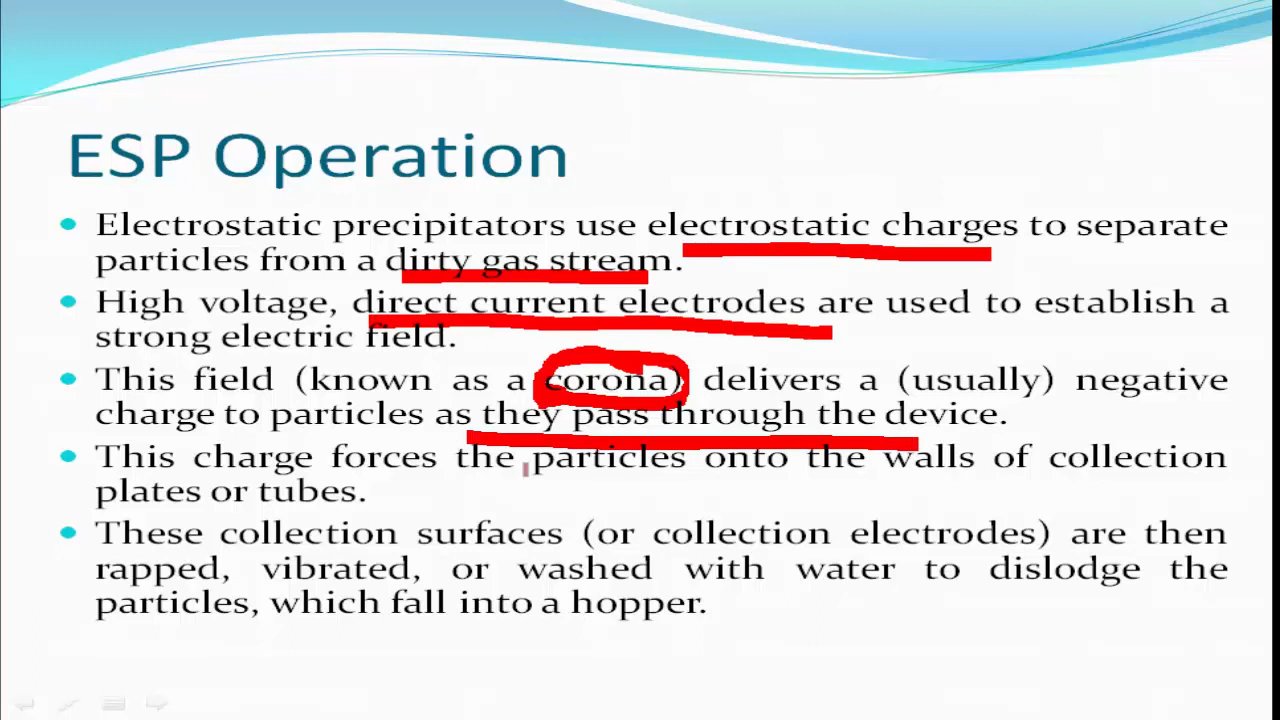 ESP Operation
Electrostatic precipitators use electrostatic charges to separate
particles from a dirty gas stream.
High voltage, direct current electrodes are used to establish a
strong electric field.
This field (known as a corona) delivers a (usually) negative
charge to particles as they pass through the device.
This charge forces the particles onto the walls of collection
plates or tubes.
These collection surfaces (or collection electrodes) are then
rapped, vibrated, or washed with water to dislodge the
particles, which fall into a hopper.